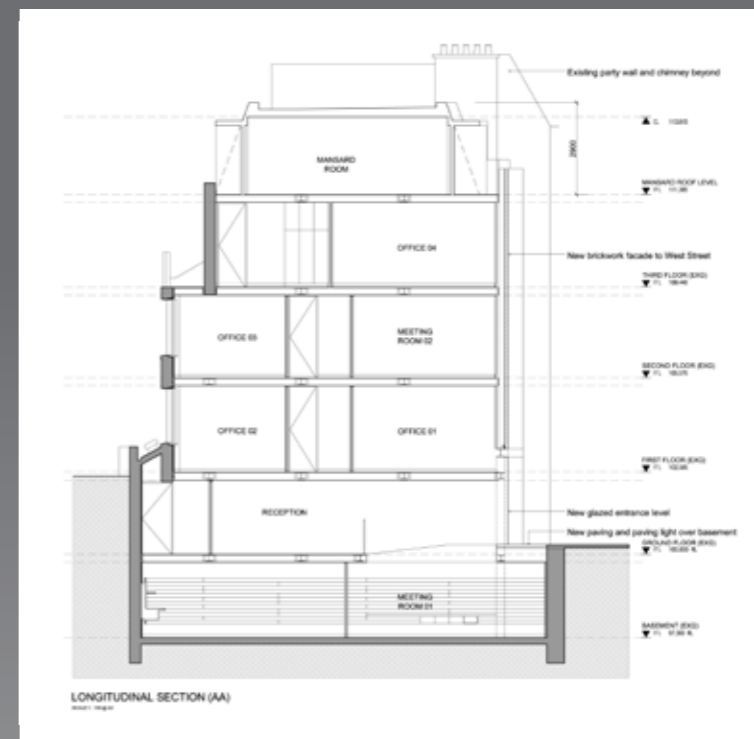 Existing party wall and chimney beyond
2900
MANSARD
ROOM
MANSARD ROOF LEVEL
OFFICE 04
New brickwork facade to West Street
THIRD FLOOR (EXG)
OFFICE 03
MEETING
ROOM 02
SECOND FLOOR (EXG)
OFFICE 02
OFFICE 01
FIRST FLOOR (EXG)
RECEPTION
New glazed entrance level
New paving and paving light over basement
GROUND FLOOR (EXG)
MEETING
ROOM 01
BASEMENT (EXG)
LONGITUDINAL SECTION (AA)